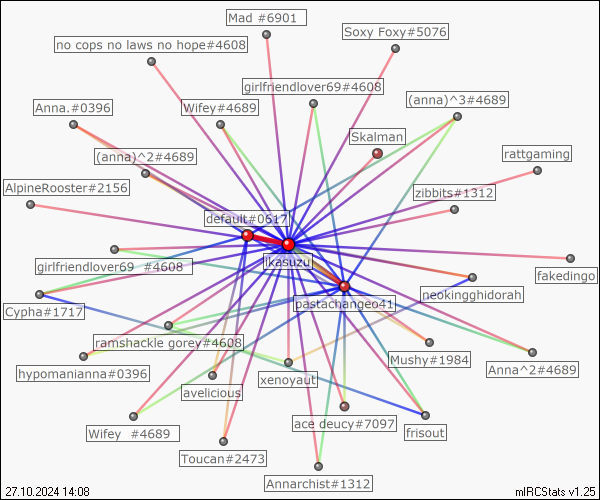 Mad #6901
Soxy Foxy#5076
no cops no laws no hope#4608
girlfriendlover69#4608
(anna)^3#4689
Anna.#0396
Wifey#4689
Skalman
(anna)^2#4689
rattgaming
AlpineRooster#2156
zibbits#1312
default#0617
ikasuzu
girlfriendlover69 #4608
fakedingo
neokingghidorah
pastachangeo41
Cypha#1717
ramshackle gorey#4608
Mushy#1984
hypomanianna#0396
Anna^2#4689
xenoyaut
avelicious
ace deucy#7097
Wifey #4689
frisout
Toucan#2473
Annarchist#1312
27.10.2024 14:08
mIRCStats v1.25